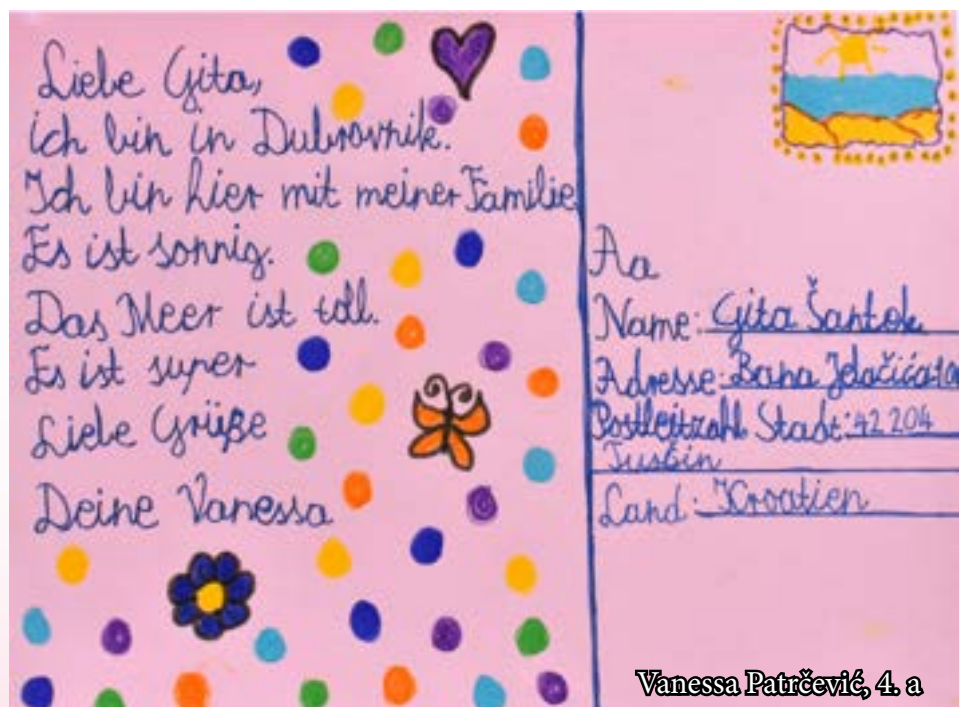 Liebe Gita,
ich bin in Dubrovnik.
Ich bin hier mit meiner Familie
Es ist sonnig.
Das Meer ist toll.
Es ist super
Liebe Grüße
Deine Vanessa
An
Name: Gita Šantek
Adresse: Bana Jelačića
Postleitzahl Stadt: 42 204
Turčin
Land: Kroatien
Vanessa Patrčević, 4. a